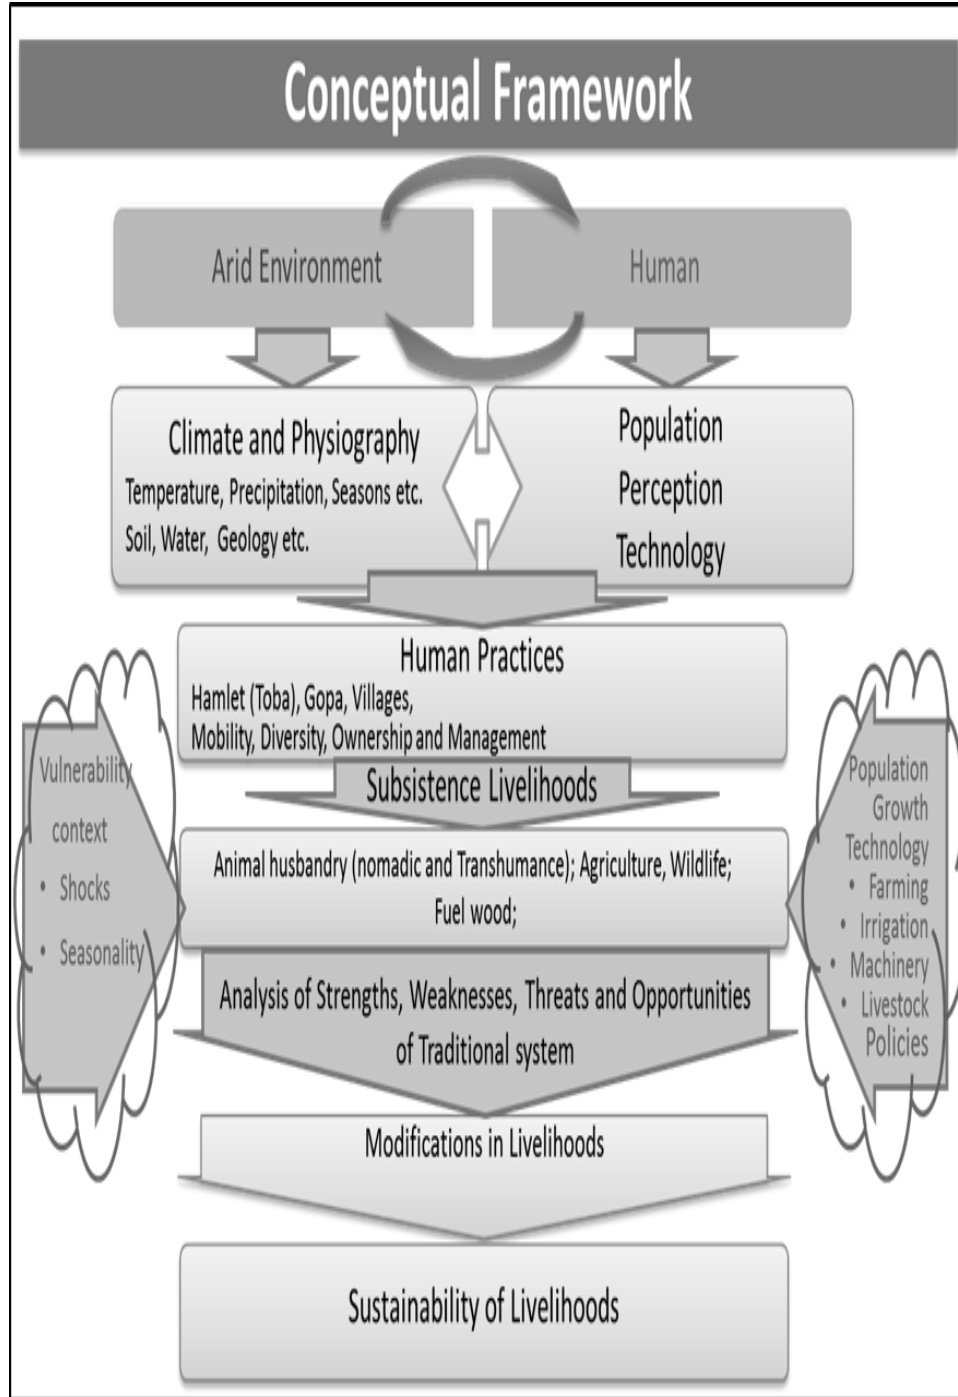 Conceptual Framework
Arid Environment
Human
Climate and Physiography
Temperature, Precipitation, Seasons etc.
Soil, Water, Geology etc.
Population
Perception
Technology
Human Practices
Hamlet (Toba), Gopa, Villages,
Mobility, Diversity, Ownership and Management
Subsistence Livelihoods
Vulnerability
context
• Shocks
• Seasonality
Animal husbandry (nomadic and Transhumance); Agriculture, Wildlife;
Fuel wood;
Population
Growth
Technology
• Farming
• Irrigation
• Machinery
• Livestock
Policies
Analysis of Strengths, Weaknesses, Threats and Opportunities
of Traditional system
Modifications in Livelihoods
Sustainability of Livelihoods